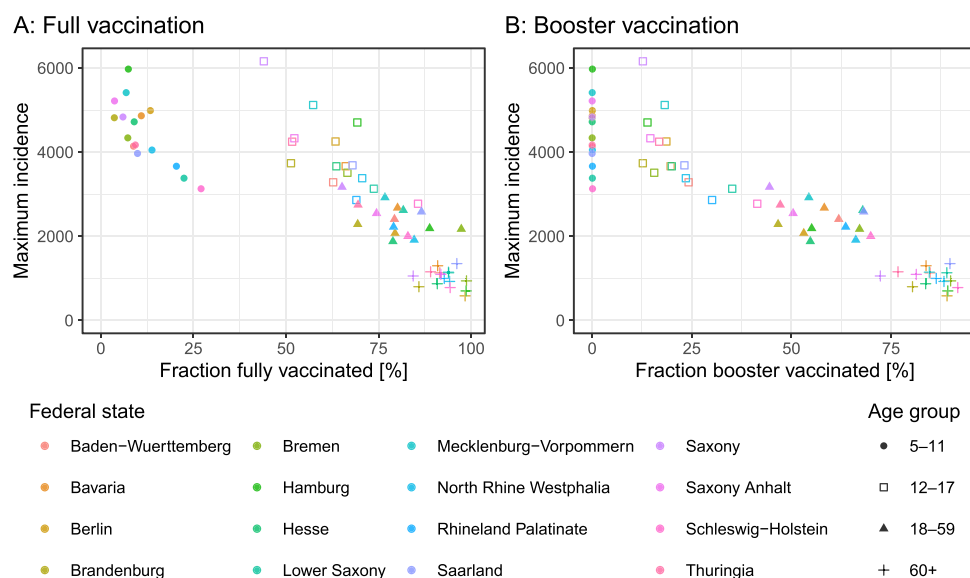 A: Full vaccination
B: Booster vaccination
Maximum incidence
6000
4000
2000
0
0
25
50
75
100
Fraction fully vaccinated [%]
Maximum incidence
6000
4000
2000
0
0
25
50
75
Fraction booster vaccinated [%]
Federal state
Age group
Baden−Wuerttemberg
Bremen
Mecklenburg−Vorpommern
Saxony
5–11
Bavaria
Hamburg
North Rhine Westphalia
Saxony Anhalt
12–17
Berlin
Hesse
Rhineland Palatinate
Schleswig−Holstein
18–59
Brandenburg
Lower Saxony
Saarland
Thuringia
60+